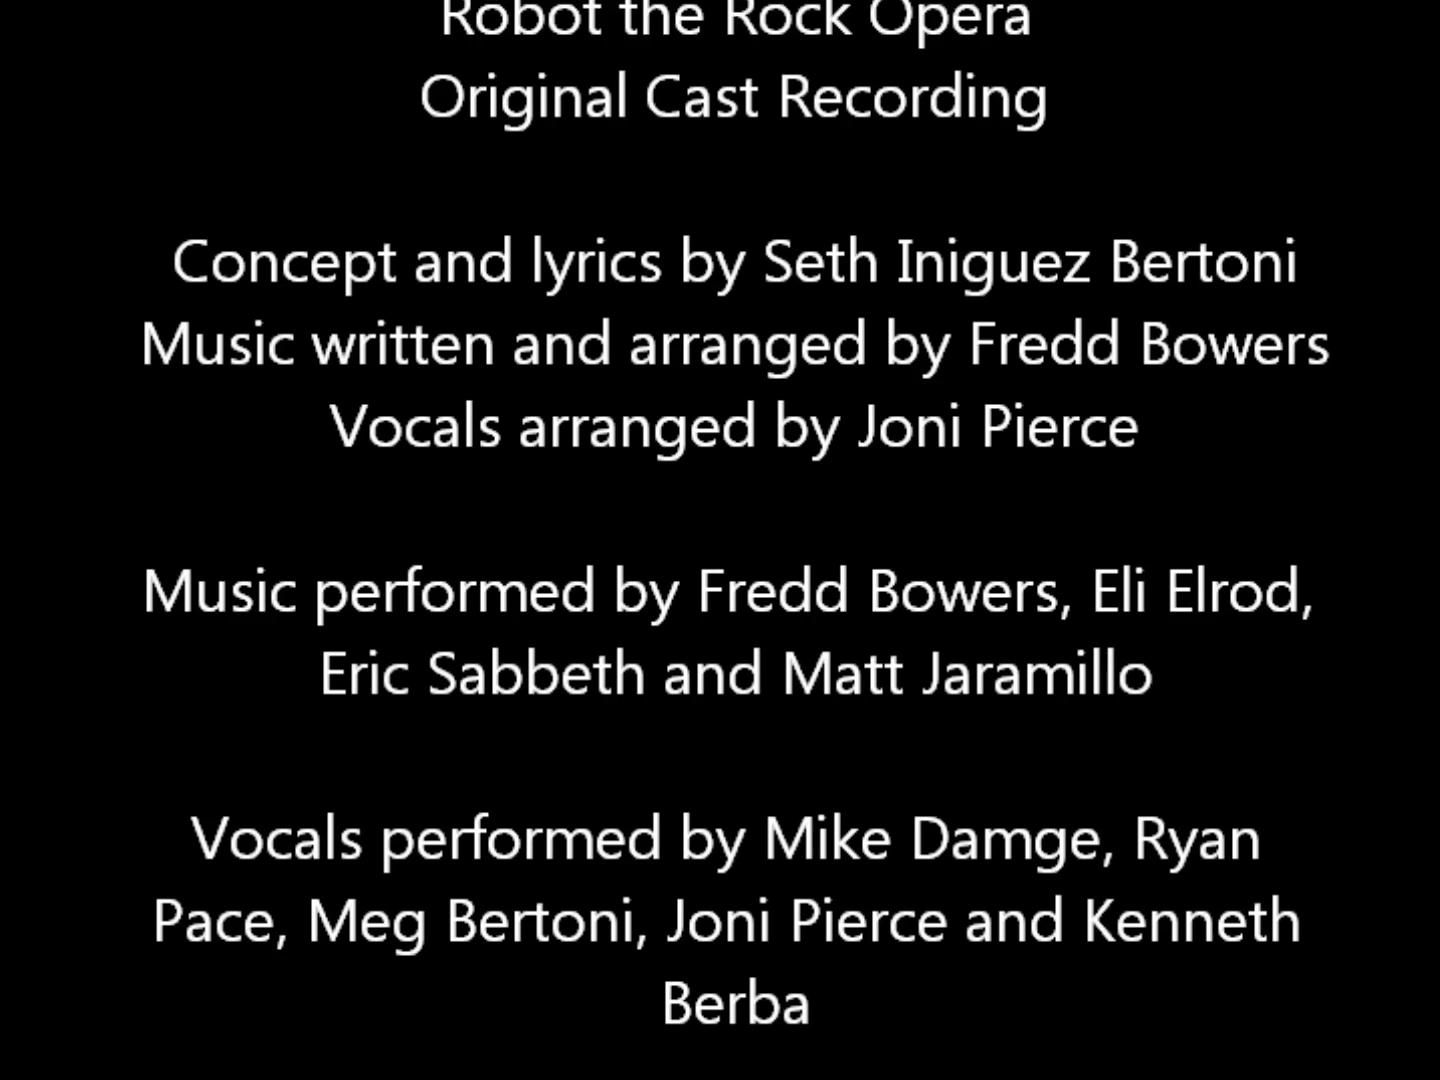 Robot the Rock Opera
Original Cast Recording
Concept and lyrics by Seth Iniguez Bertoni
Music written and arranged by Fredd Bowers
Vocals arranged by Joni Pierce
Music performed by Fredd Bowers, Eli Elrod,
Eric Sabbeth and Matt Jaramillo
Vocals performed by Mike Damge, Ryan
Pace, Meg Bertoni, Joni Pierce and Kenneth
Berba